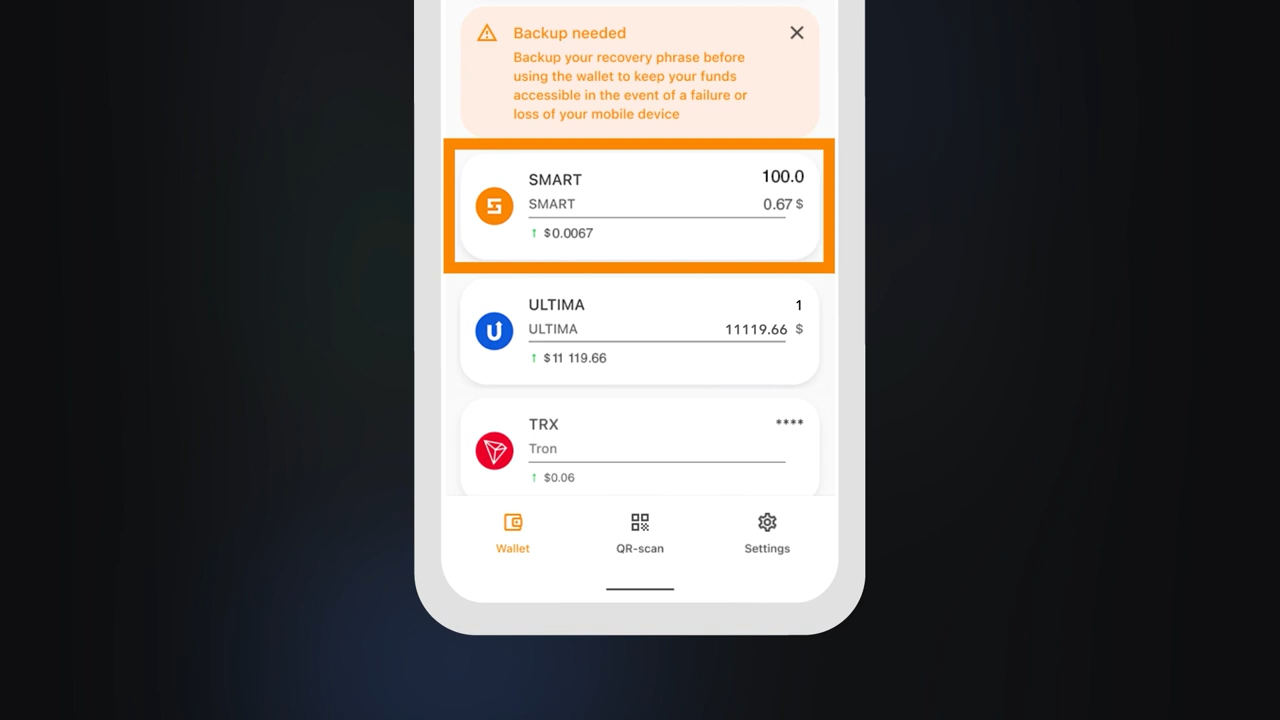 Backup needed
Backup your recovery phrase before
using the wallet to keep your funds
accessible in the event of a failure or
loss of your mobile device
SMART 100.0
SMART 0.67 $
↑ $0.0067
ULTIMA 1
ULTIMA 11119.66 $
↑ $11 119.66
TRX ****
Tron
↑ $0.06
Wallet QR-scan Settings